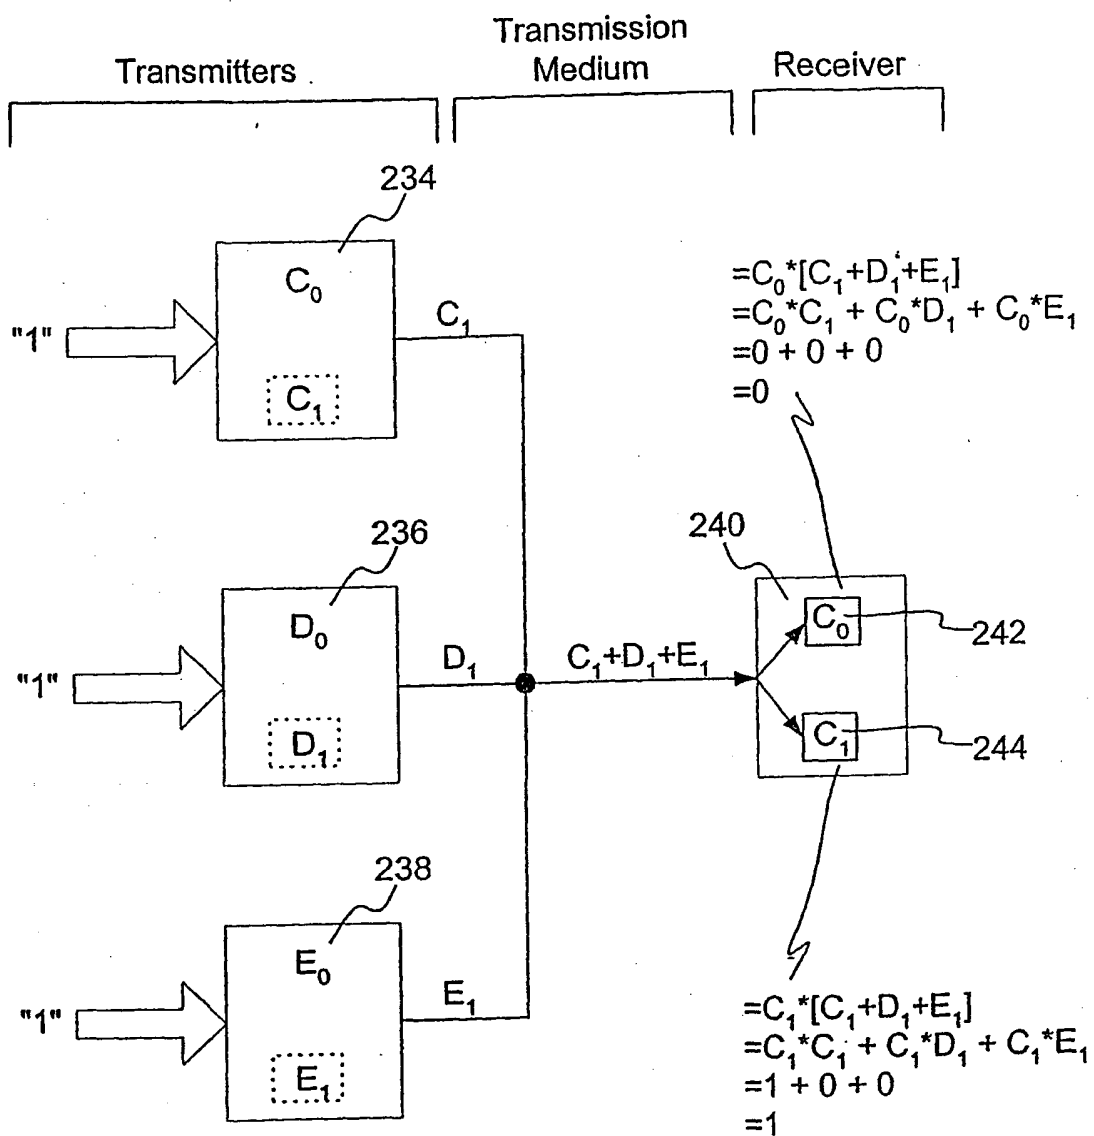 Transmitters
Transmission
Medium
Receiver
234
C₀
"1"
C₁
C₁
=C₀*[C₁+D₁+E₁]
=C₀*C₁ + C₀*D₁ + C₀*E₁
=0 + 0 + 0
=0
236
D₀
"1"
D₁
D₁
C₁+D₁+E₁
240
C₀
242
C₁
244
238
E₀
"1"
E₁
E₁
=C₁*[C₁+D₁+E₁]
=C₁*C₁ + C₁*D₁ + C₁*E₁
=1 + 0 + 0
=1